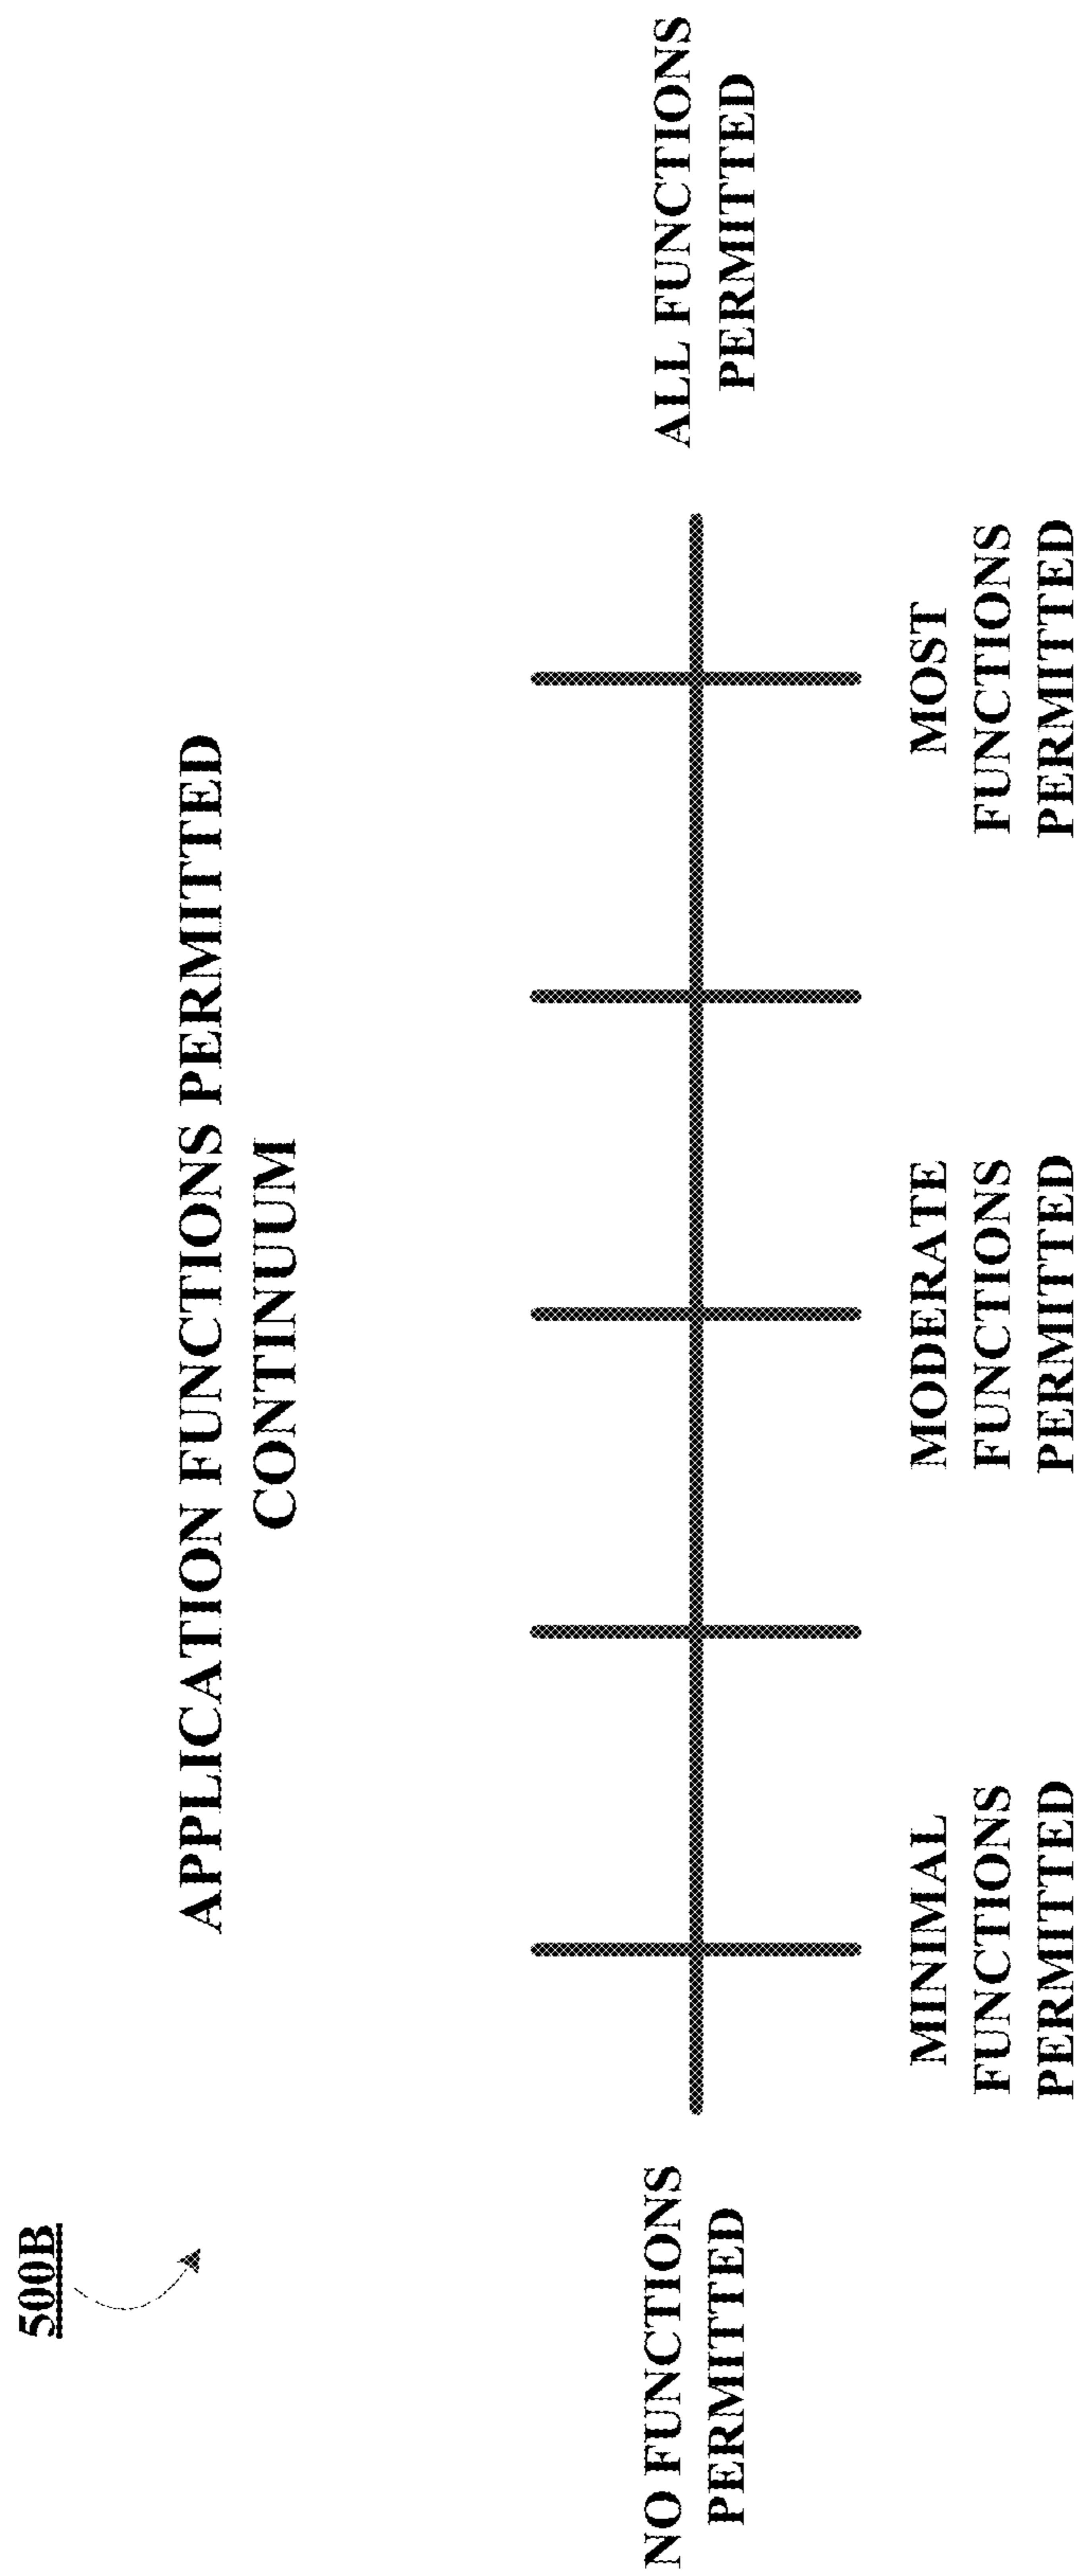 500B
APPLICATION FUNCTIONS PERMITTED
CONTINUUM
NO FUNCTIONS
PERMITTED
ALL FUNCTIONS
PERMITTED
MINIMAL
FUNCTIONS
PERMITTED
MODERATE
FUNCTIONS
PERMITTED
MOST
FUNCTIONS
PERMITTED